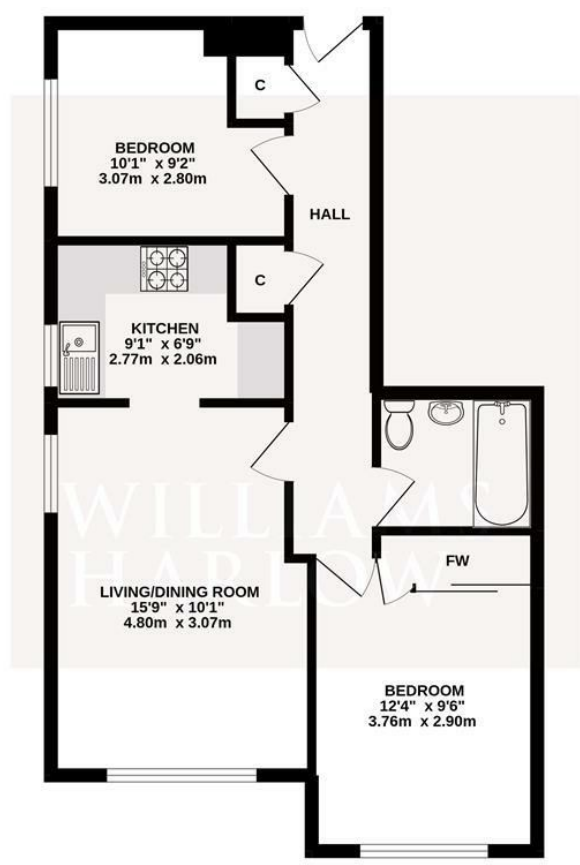 C
BEDROOM
10'1" x 9'2"
3.07m x 2.80m
HALL
C
KITCHEN
9'1" x 6'9"
2.77m x 2.06m
WILLIAMS
HARLOW
FW
LIVING/DINING ROOM
15'9" x 10'1"
4.80m x 3.07m
BEDROOM
12'4" x 9'6"
3.76m x 2.90m